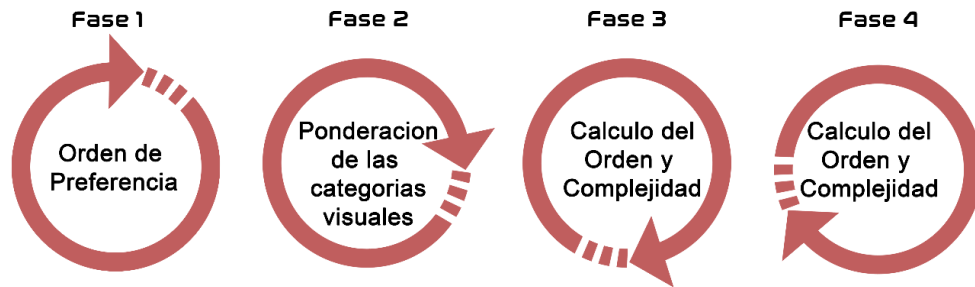 Fase 1
Orden de
Preferencia
Fase 2
Ponderacion
de las
categorias
visuales
Fase 3
Calculo del
Orden y
Complejidad
Fase 4
Calculo del
Orden y
Complejidad